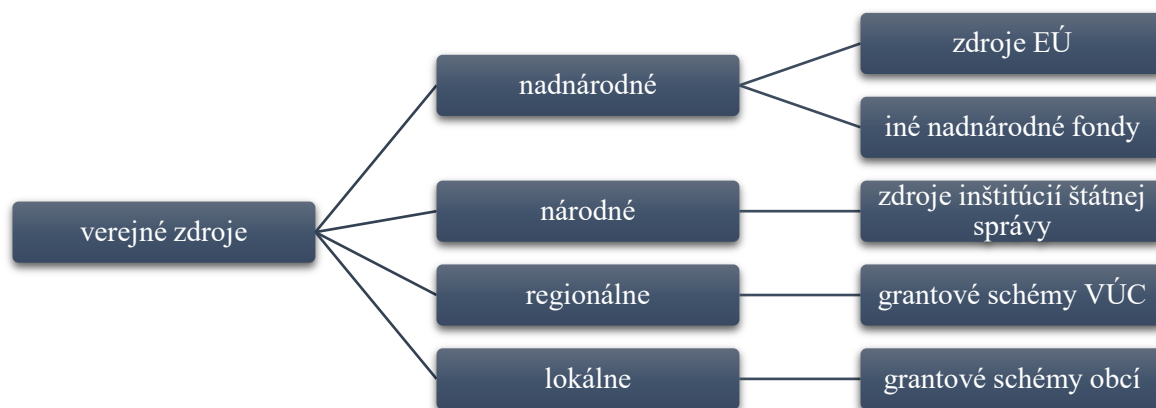 verejné zdroje
nadnárodné
zdroje EÚ
iné nadnárodné fondy
národné
zdroje inštitúcií štátnej
správy
regionálne
grantové schémy VÚC
lokálne
grantové schémy obcí